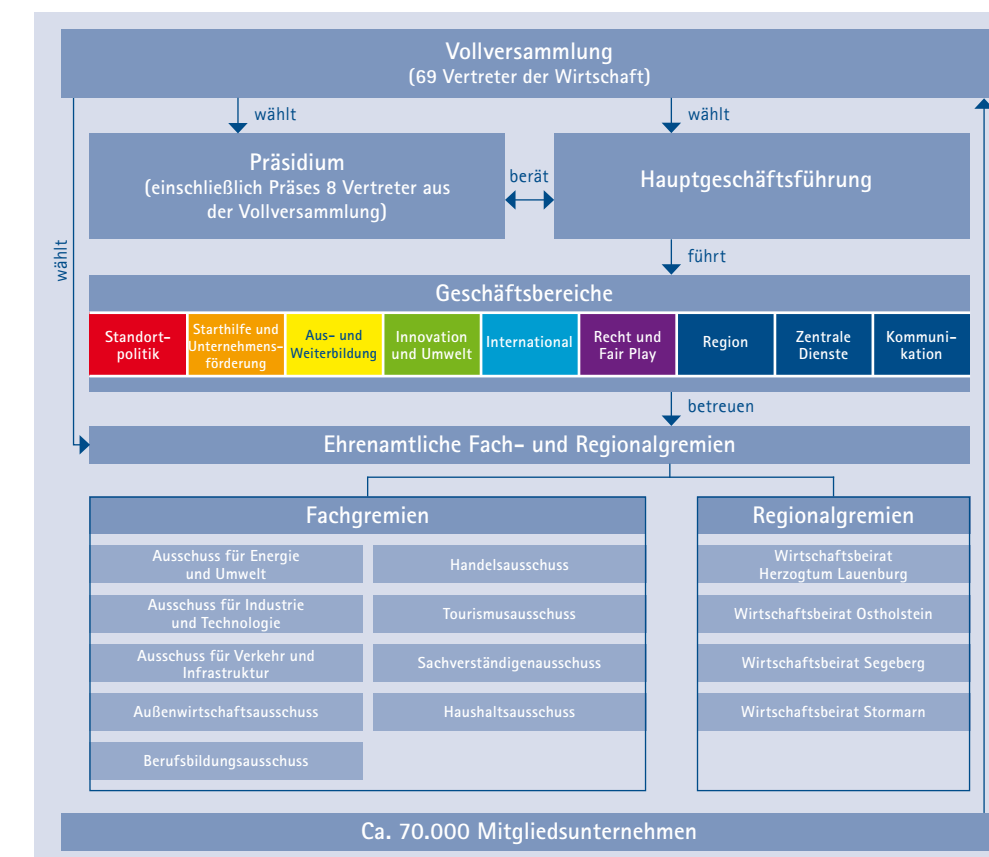 Vollversammlung
(69 Vertreter der Wirtschaft)
wählt
wählt
wählt
Präsidium
(einschließlich Präses 8 Vertreter aus
der Vollversammlung)
berät
Hauptgeschäftsführung
führt
Geschäftsbereiche
Standort-
politik
Starthilfe und
Unternehmens-
förderung
Aus- und
Weiterbildung
Innovation
und Umwelt
International
Recht und
Fair Play
Region
Zentrale
Dienste
Kommuni-
kation
betreuen
Ehrenamtliche Fach- und Regionalgremien
Fachgremien
Ausschuss für Energie
und Umwelt
Handelsausschuss
Ausschuss für Industrie
und Technologie
Tourismusausschuss
Ausschuss für Verkehr und
Infrastruktur
Sachverständigenausschuss
Außenwirtschaftsausschuss
Haushaltsausschuss
Berufsbildungsausschuss
Regionalgremien
Wirtschaftsbeirat
Herzogtum Lauenburg
Wirtschaftsbeirat Ostholstein
Wirtschaftsbeirat Segeberg
Wirtschaftsbeirat Stormarn
Ca. 70.000 Mitgliedsunternehmen